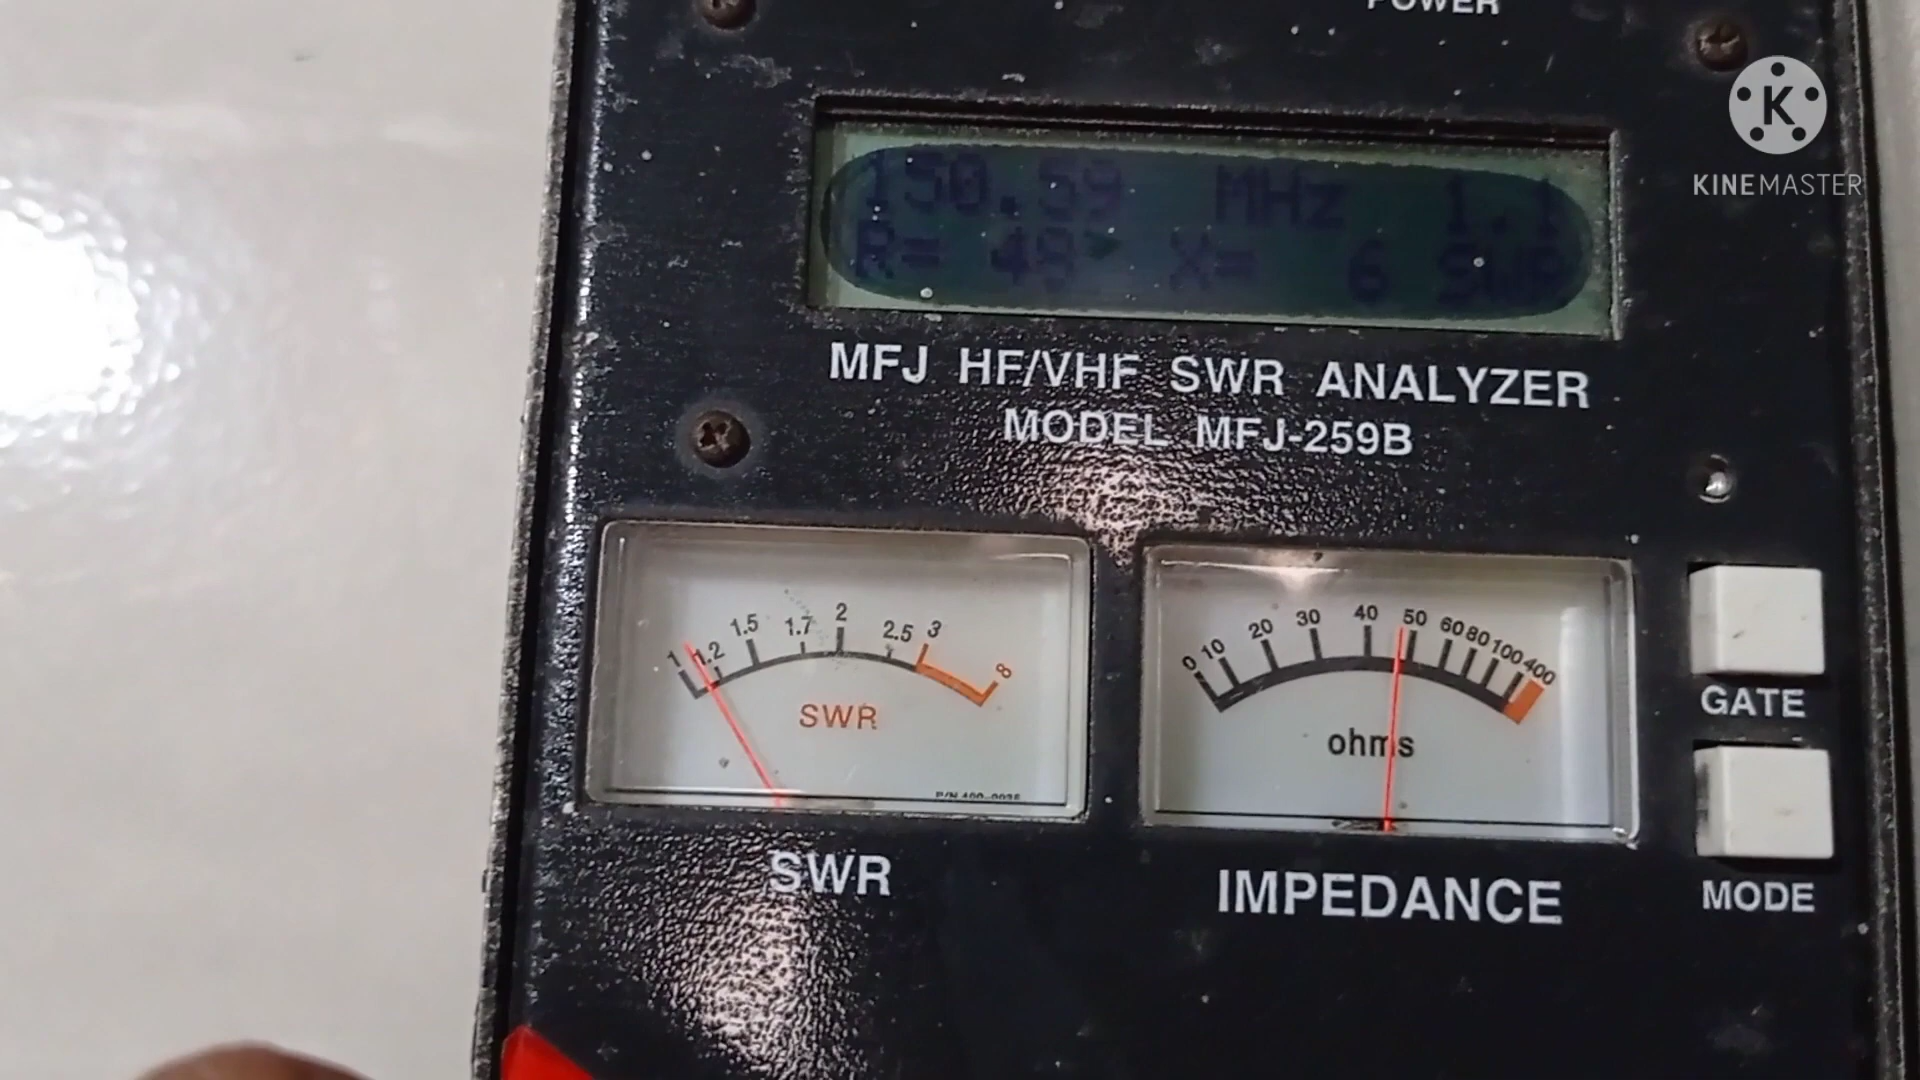 POWER
K
KINEMASTER
150.59 MHz 1.1
R= 48 X= 6 SWR
MFJ HF/VHF SWR ANALYZER
MODEL MFJ-259B
1 1.2 1.5 1.7 2 2.5 3 8
SWR
0 10 20 30 40 50 60 80 100 400
ohms
GATE
SWR
IMPEDANCE
MODE